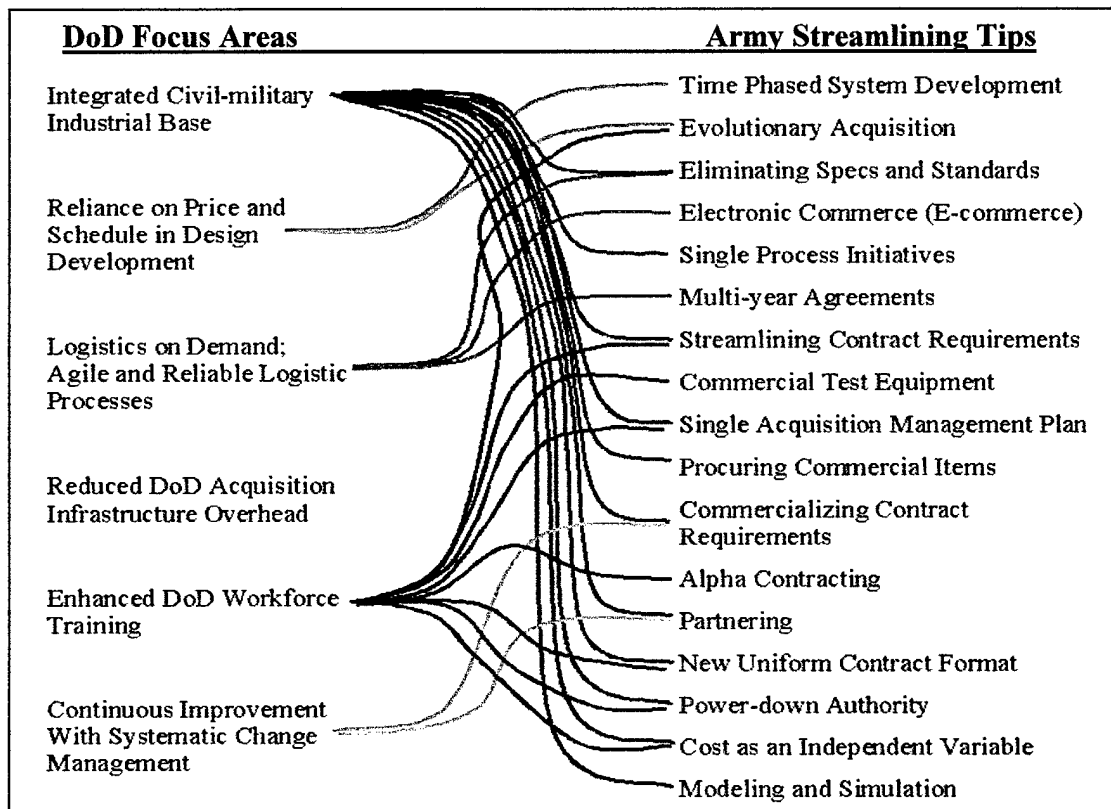 DoD Focus Areas
Integrated Civil-military
Industrial Base
Reliance on Price and
Schedule in Design
Development
Logistics on Demand;
Agile and Reliable Logistic
Processes
Reduced DoD Acquisition
Infrastructure Overhead
Enhanced DoD Workforce
Training
Continuous Improvement
With Systematic Change
Management
Army Streamlining Tips
Time Phased System Development
Evolutionary Acquisition
Eliminating Specs and Standards
Electronic Commerce (E-commerce)
Single Process Initiatives
Multi-year Agreements
Streamlining Contract Requirements
Commercial Test Equipment
Single Acquisition Management Plan
Procuring Commercial Items
Commercializing Contract
Requirements
Alpha Contracting
Partnering
New Uniform Contract Format
Power-down Authority
Cost as an Independent Variable
Modeling and Simulation